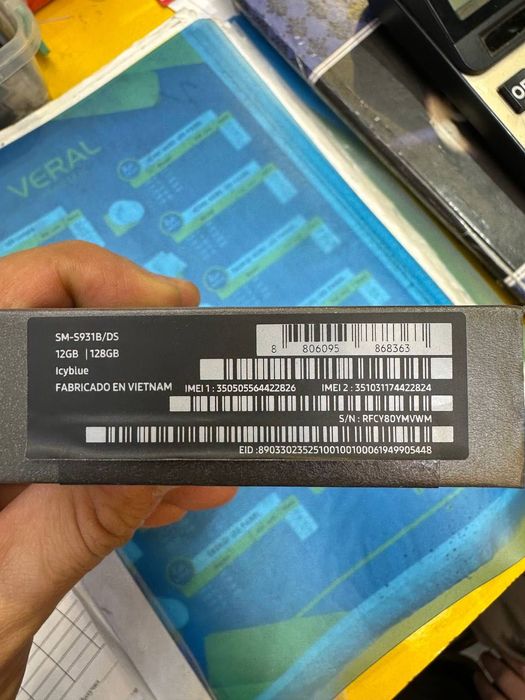 VERAL
SM-S931B/DS
12GB | 128GB
Icyblue
FABRICADO EN VIETNAM
8 806095 868363
IMEI 1 : 350505564422826 IMEI 2 : 351031174422824
S/N : RFCY80YMVWM
EID :89033023525100100100061949905448